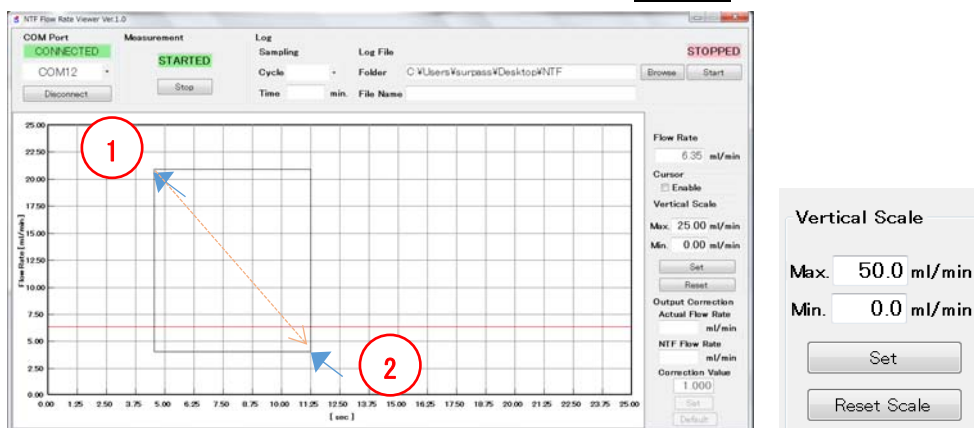 NTF Flow Rate Viewer Ver.1.0
COM Port
CONNECTED
COM12
Disconnect
Measurement
STARTED
Stop
Log
Sampling
Cycle
Time min.
Log File
Folder C:¥Users¥surpass¥Desktop¥NTF
File Name
STOPPED
Browse Start
25.00
22.50
20.00
17.50
15.00
12.50
10.00
7.50
5.00
2.50
0.00
Flow Rate [ml/min]
0.00 1.25 2.50 3.75 5.00 6.25 7.50 8.75 10.00 11.25 12.50 13.75 15.00 16.25 17.50 18.75 20.00 21.25 22.50 23.75 25.00
[sec]
1
2
Flow Rate
6.35 ml/min
Cursor
Enable
Vertical Scale
Max. 25.00 ml/min
Min. 0.00 ml/min
Set
Reset
Output Correction
Actual Flow Rate
ml/min
NTF Flow Rate
ml/min
Correction Value
1.000
Set
Default
Vertical Scale
Max. 50.0 ml/min
Min. 0.0 ml/min
Set
Reset Scale